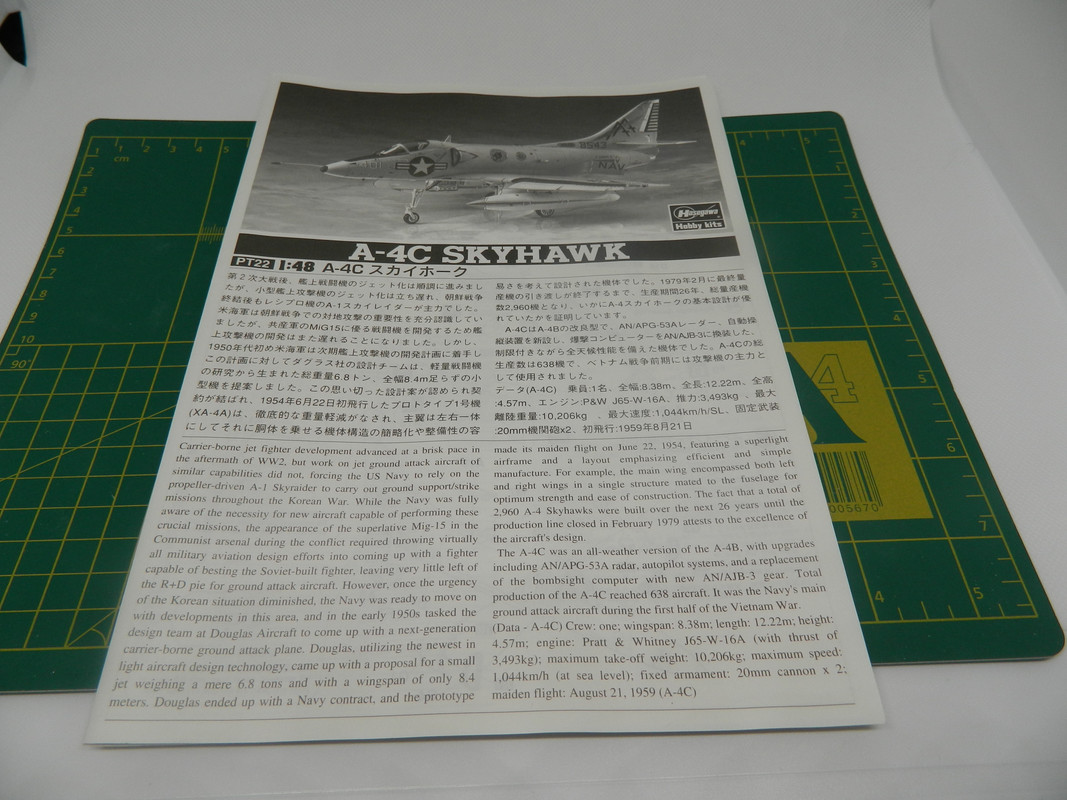 NAVY
Hasegawa
Hobby kits
A-4C SKYHAWK
PT22 1:48 A-4C スカイホーク
第2次大戦後、艦上戦闘機のジェット化は順調に進みまし
たが、小型艦上攻撃機のジェット化は立ち遅れ、朝鮮戦争
終結後もレシプロ機のA-1スカイレイダーが主力でした。
米海軍は朝鮮戦争での対地攻撃の重要性を充分認識してい
ましたが、共産軍のMiG15に優る戦闘機を開発するため艦
上攻撃機の開発はまた遅れることになりました。しかし、
1950年代初め米海軍は次期艦上攻撃機の開発計画に着手し
この計画に対してダグラス社の設計チームは、軽量戦闘機
の研究から生まれた総重量6.8トン、全幅8.4m足らずの小
型機を提案しました。この思い切った設計案が認められ契
約が結ばれ、1954年6月22日初飛行したプロトタイプ1号機
(XA-4A)は、徹底的な重量軽減がなされ、主翼は左右一体
にしてそれに胴体を乗せる機体構造の簡略化や整備性の容
易さを考えて設計された機体でした。1979年2月に最終量
産機の引き渡しが終了するまで、生産期間26年、総量産機
数2,960機となり、いかにA-4スカイホークの基本設計が優
れていたかを証明しています。
A-4CはA-4Bの改良型で、AN/APG-53Aレーダー、自動操
縦装置を新設し、爆撃コンピューターをAN/AJB-3に換装した、
制限付きながら全天候性能を備えた機体でした。A-4Cの総
生産数は638機で、ベトナム戦争前期には攻撃機の主力と
して使用されました。
データ(A-4C) 乗員:1名、全幅:8.38m、全長:12.22m、全高
:4.57m、エンジン:P&W J65-W-16A、推力:3,493kg、最大
離陸重量:10,206kg 、最大速度:1,044km/h/SL、固定武装
:20mm機関砲x2、初飛行:1959年8月21日
Carrier-borne jet fighter development advanced at a brisk pace in
the aftermath of WW2, but work on jet ground attack aircraft of
similar capabilities did not, forcing the US Navy to rely on the
propeller-driven A-1 Skyraider to carry out ground support/strike
missions throughout the Korean War. While the Navy was fully
aware of the necessity for new aircraft capable of performing these
crucial missions, the appearance of the superlative Mig-15 in the
Communist arsenal during the conflict required throwing virtually
all military aviation design efforts into coming up with a fighter
capable of besting the Soviet-built fighter, leaving very little left of
the R+D pie for ground attack aircraft. However, once the urgency
of the Korean situation diminished, the Navy was ready to move on
with developments in this area, and in the early 1950s tasked the
design team at Douglas Aircraft to come up with a next-generation
carrier-borne ground attack plane. Douglas, utilizing the newest in
light aircraft design technology, came up with a proposal for a small
jet weighing a mere 6.8 tons and with a wingspan of only 8.4
meters. Douglas ended up with a Navy contract, and the prototype
made its maiden flight on June 22, 1954, featuring a superlight
airframe and a layout emphasizing efficient and simple
manufacture. For example, the main wing encompassed both left
and right wings in a single structure mated to the fuselage for
optimum strength and ease of construction. The fact that a total of
2,960 A-4 Skyhawks were built over the next 26 years until the
production line closed in February 1979 attests to the excellence of
the aircraft's design.
The A-4C was an all-weather version of the A-4B, with upgrades
including AN/APG-53A radar, autopilot systems, and a replacement
of the bombsight computer with new AN/AJB-3 gear. Total
production of the A-4C reached 638 aircraft. It was the Navy's main
ground attack aircraft during the first half of the Vietnam War.
(Data - A-4C) Crew: one; wingspan: 8.38m; length: 12.22m; height:
4.57m; engine: Pratt & Whitney J65-W-16A (with thrust of
3,493kg); maximum take-off weight: 10,206kg; maximum speed:
1,044km/h (at sea level); fixed armament: 20mm cannon x 2;
maiden flight: August 21, 1959 (A-4C)
cm
90°
A4
005670